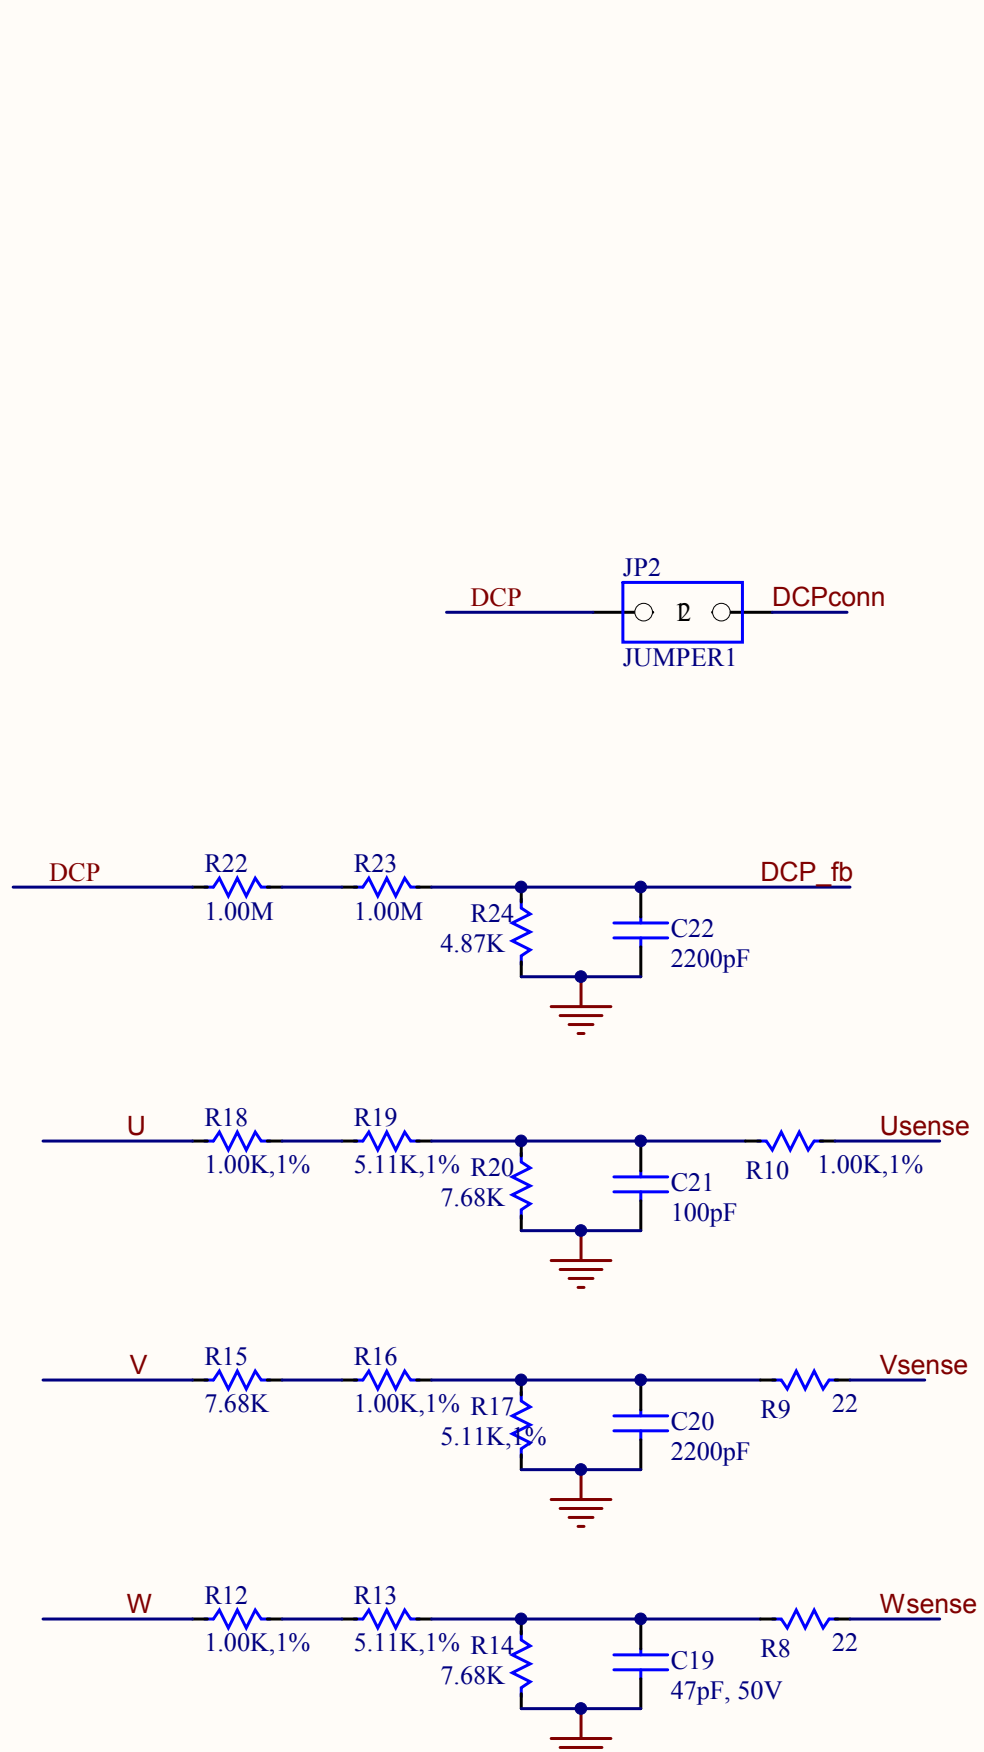 JP2
DCP
DCPconn
JUMPER1
DCP
R22
1.00M
R23
1.00M
R24
4.87K
C22
2200pF
DCP_fb
U
R18
1.00K,1%
R19
5.11K,1%
R20
7.68K
C21
100pF
R10
1.00K,1%
Usense
V
R15
7.68K
R16
1.00K,1%
R17
5.11K,1%
C20
2200pF
R9
22
Vsense
W
R12
1.00K,1%
R13
5.11K,1%
R14
7.68K
C19
47pF, 50V
R8
22
Wsense